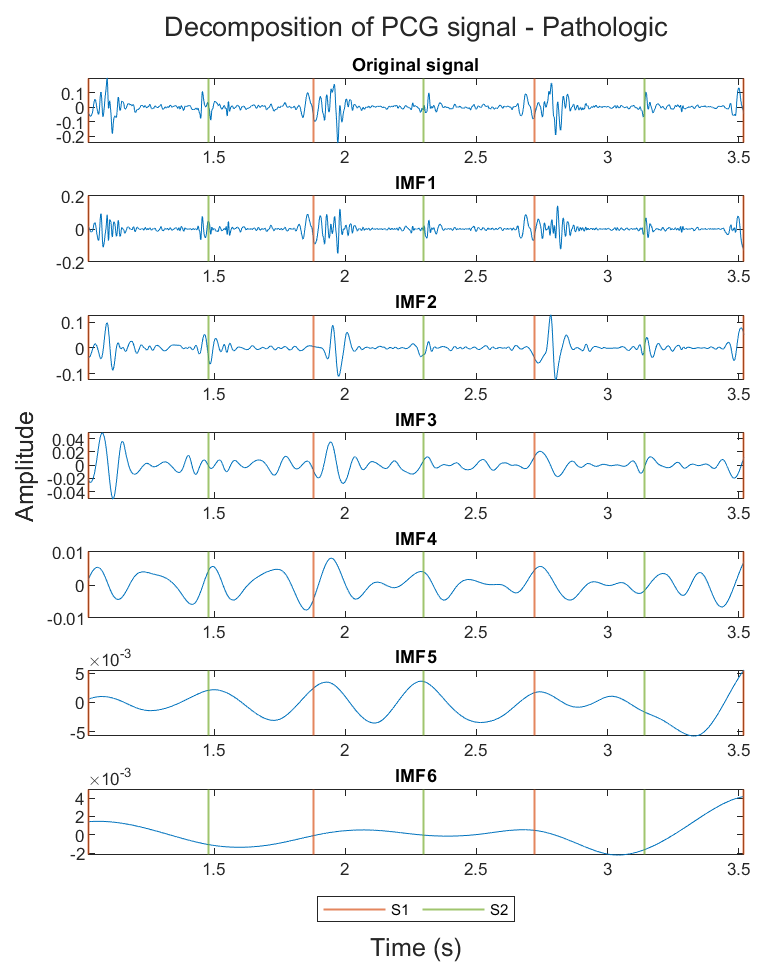 Decomposition of PCG signal - Pathologic
Original signal
0.1
0
-0.1
-0.2
1.5 2 2.5 3 3.5
IMF1
0.2
0
-0.2
1.5 2 2.5 3 3.5
IMF2
0.1
0
-0.1
1.5 2 2.5 3 3.5
IMF3
0.04
0.02
0
-0.02
-0.04
1.5 2 2.5 3 3.5
IMF4
0.01
0
-0.01
1.5 2 2.5 3 3.5
×10⁻³ IMF5
5
0
-5
1.5 2 2.5 3 3.5
×10⁻³ IMF6
4
2
0
-2
1.5 2 2.5 3 3.5
Amplitude
S1 S2
Time (s)